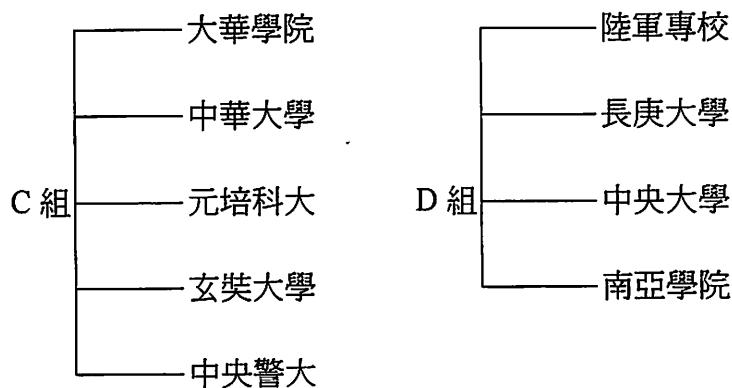 大華學院
中華大學
C 組
元培科大
玄奘大學
中央警大
陸軍專校
長庚大學
D 組
中央大學
南亞學院